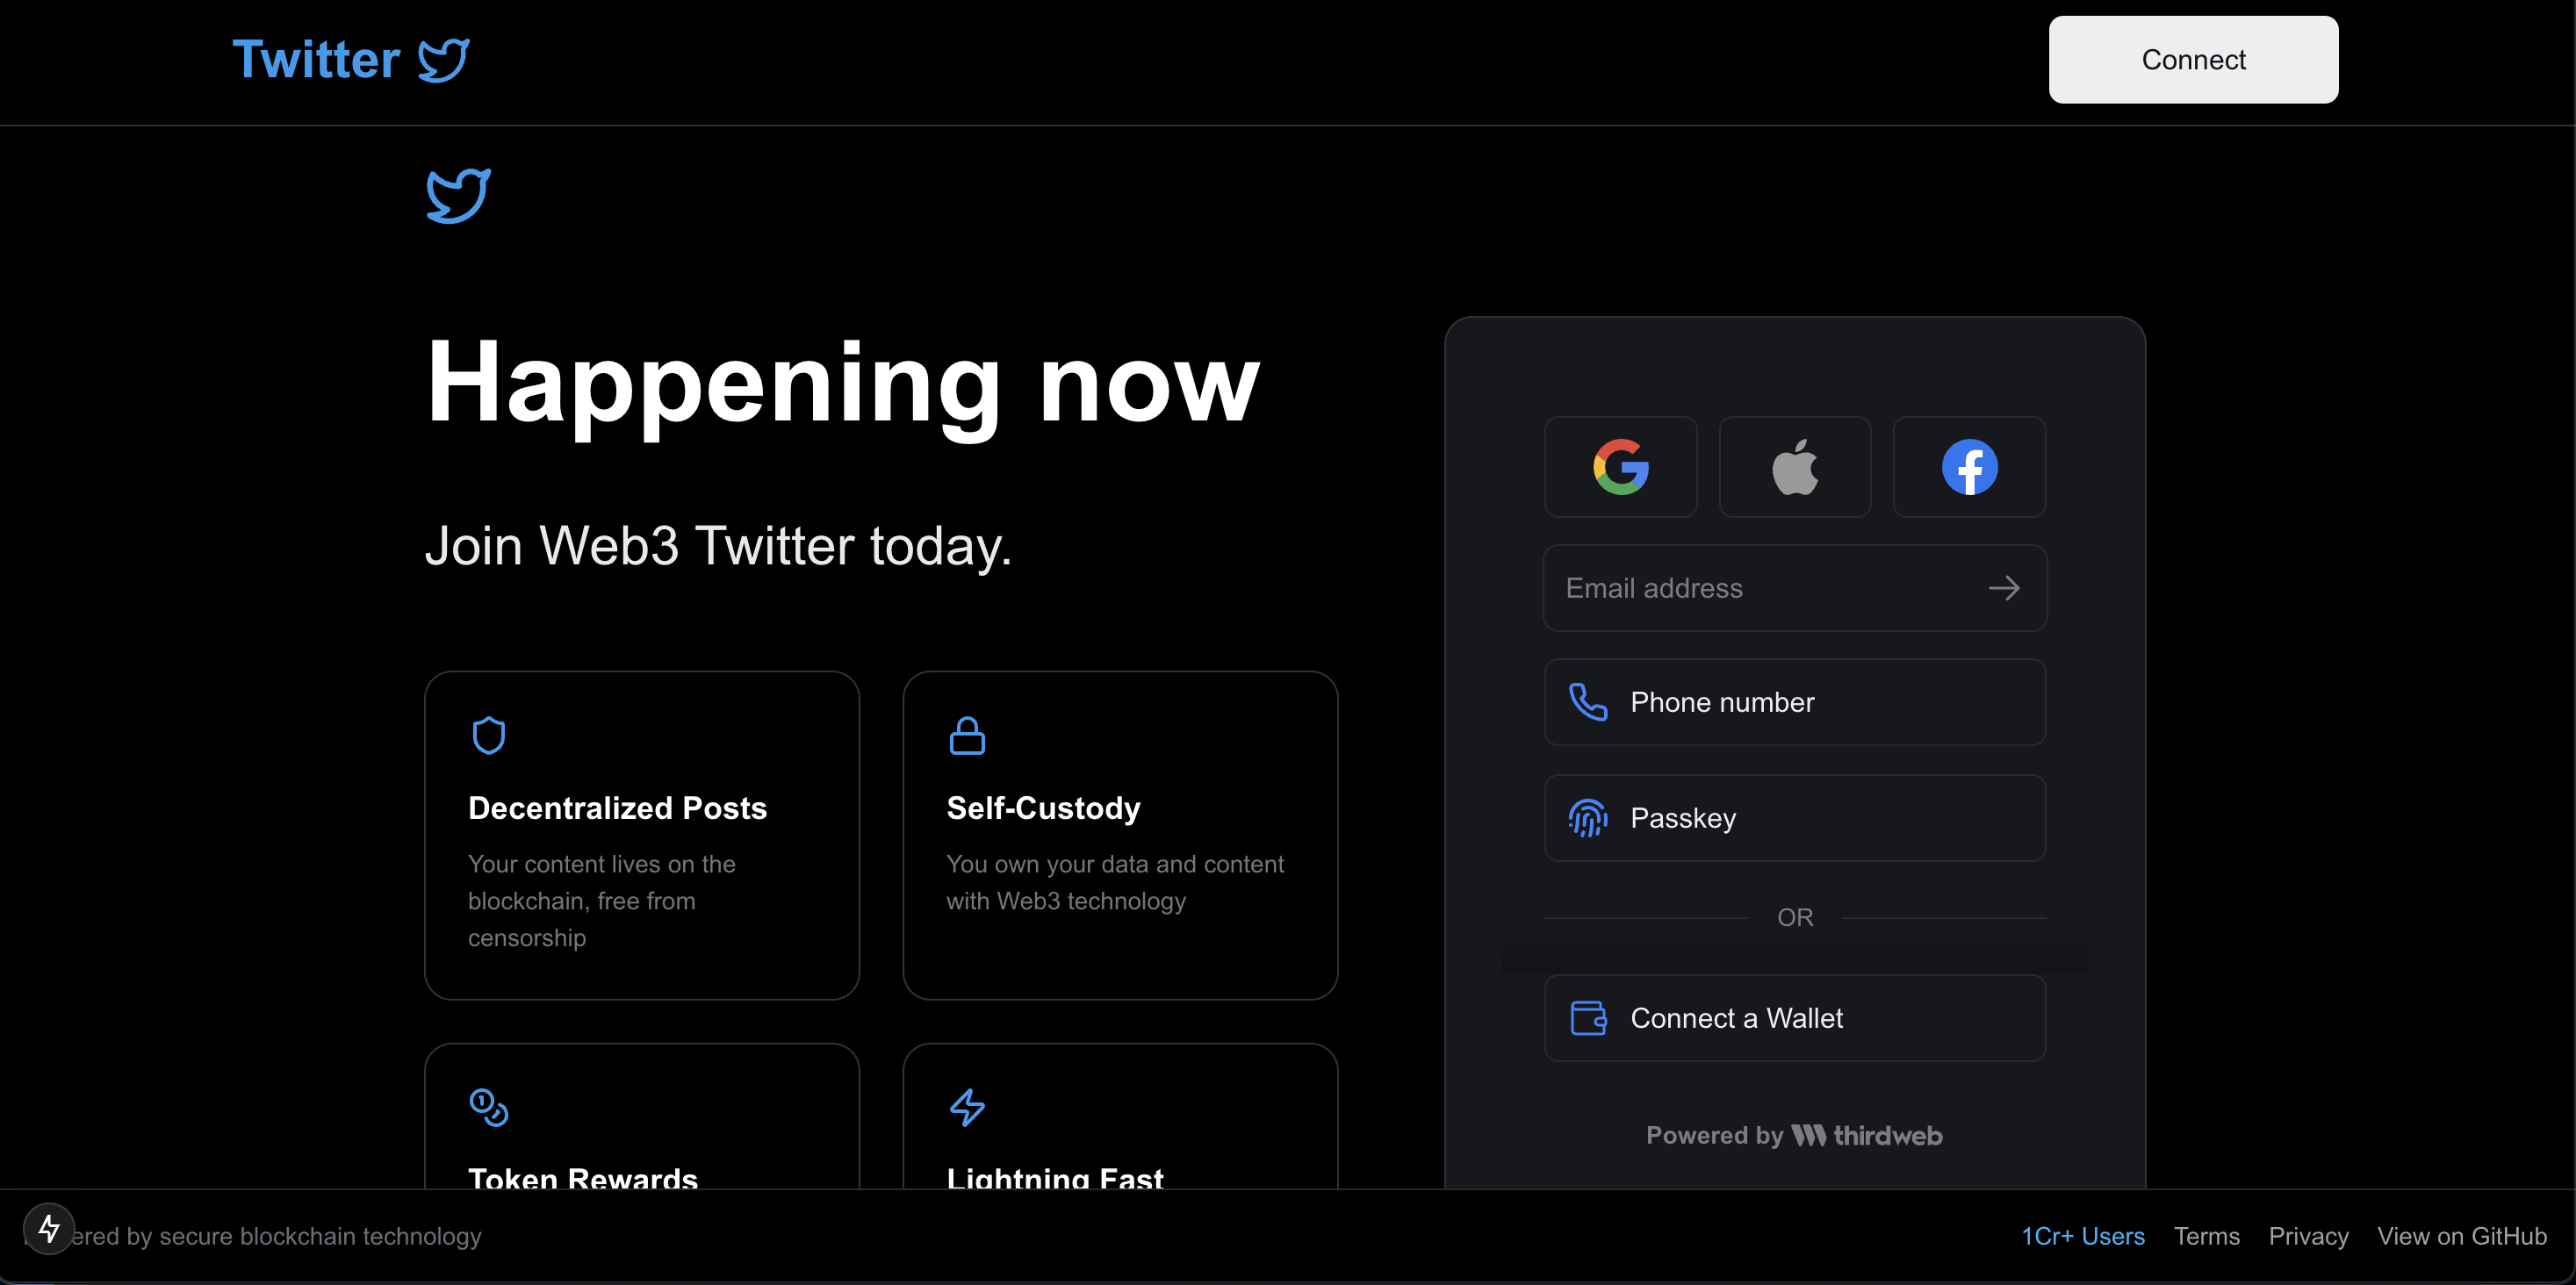 Twitter
Connect
Happening now
Join Web3 Twitter today.
Decentralized Posts
Your content lives on the
blockchain, free from
censorship
Self-Custody
You own your data and content
with Web3 technology
Token Rewards
Lightning Fast
Email address
Phone number
Passkey
OR
Connect a Wallet
Powered by thirdweb
ered by secure blockchain technology
1Cr+ Users
Terms
Privacy
View on GitHub